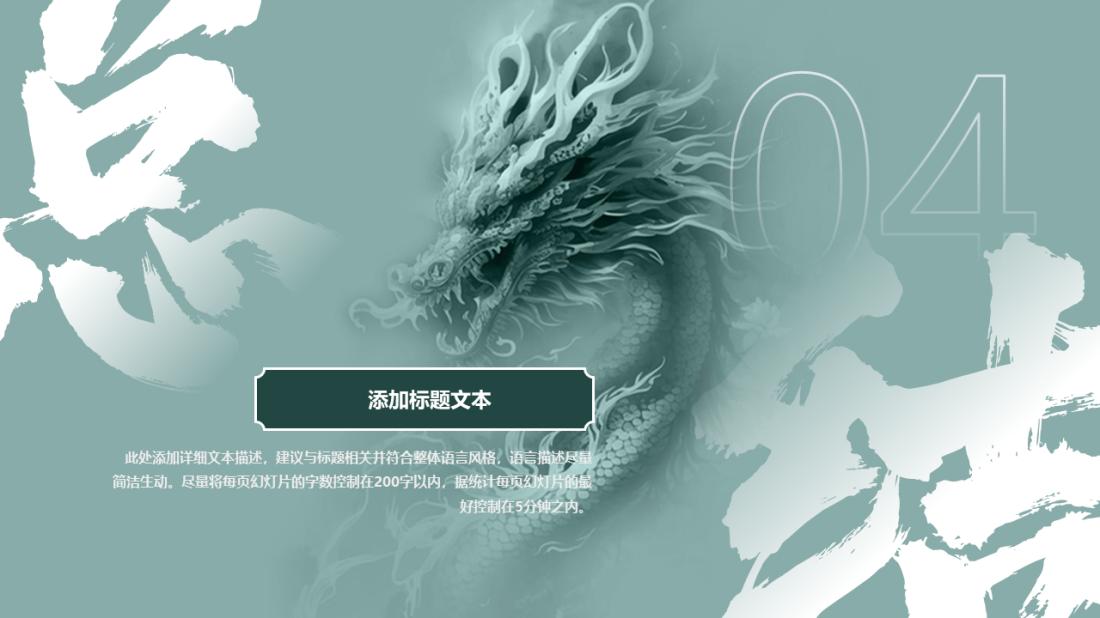 总
04
结
添加标题文本
此处添加详细文本描述，建议与标题相关并符合整体语言风格，语言描述尽量
简洁生动。尽量将每页幻灯片的字数控制在200字以内，据统计每页幻灯片的最
好控制在5分钟之内。